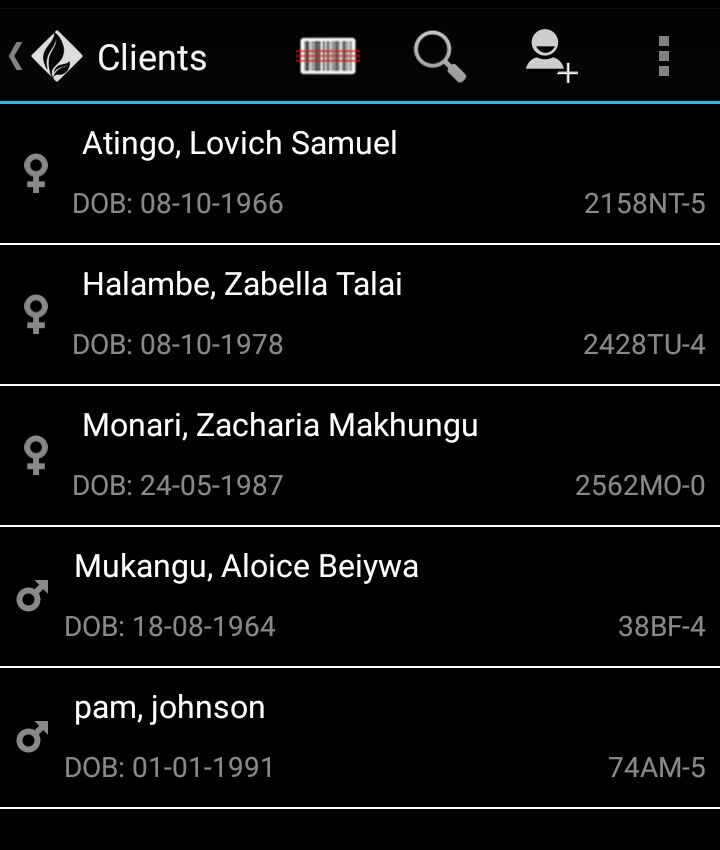 Clients
Atingo, Lovich Samuel
DOB: 08-10-1966 2158NT-5
Halambe, Zabella Talai
DOB: 08-10-1978 2428TU-4
Monari, Zacharia Makhungu
DOB: 24-05-1987 2562MO-0
Mukangu, Aloice Beiywa
DOB: 18-08-1964 38BF-4
pam, johnson
DOB: 01-01-1991 74AM-5